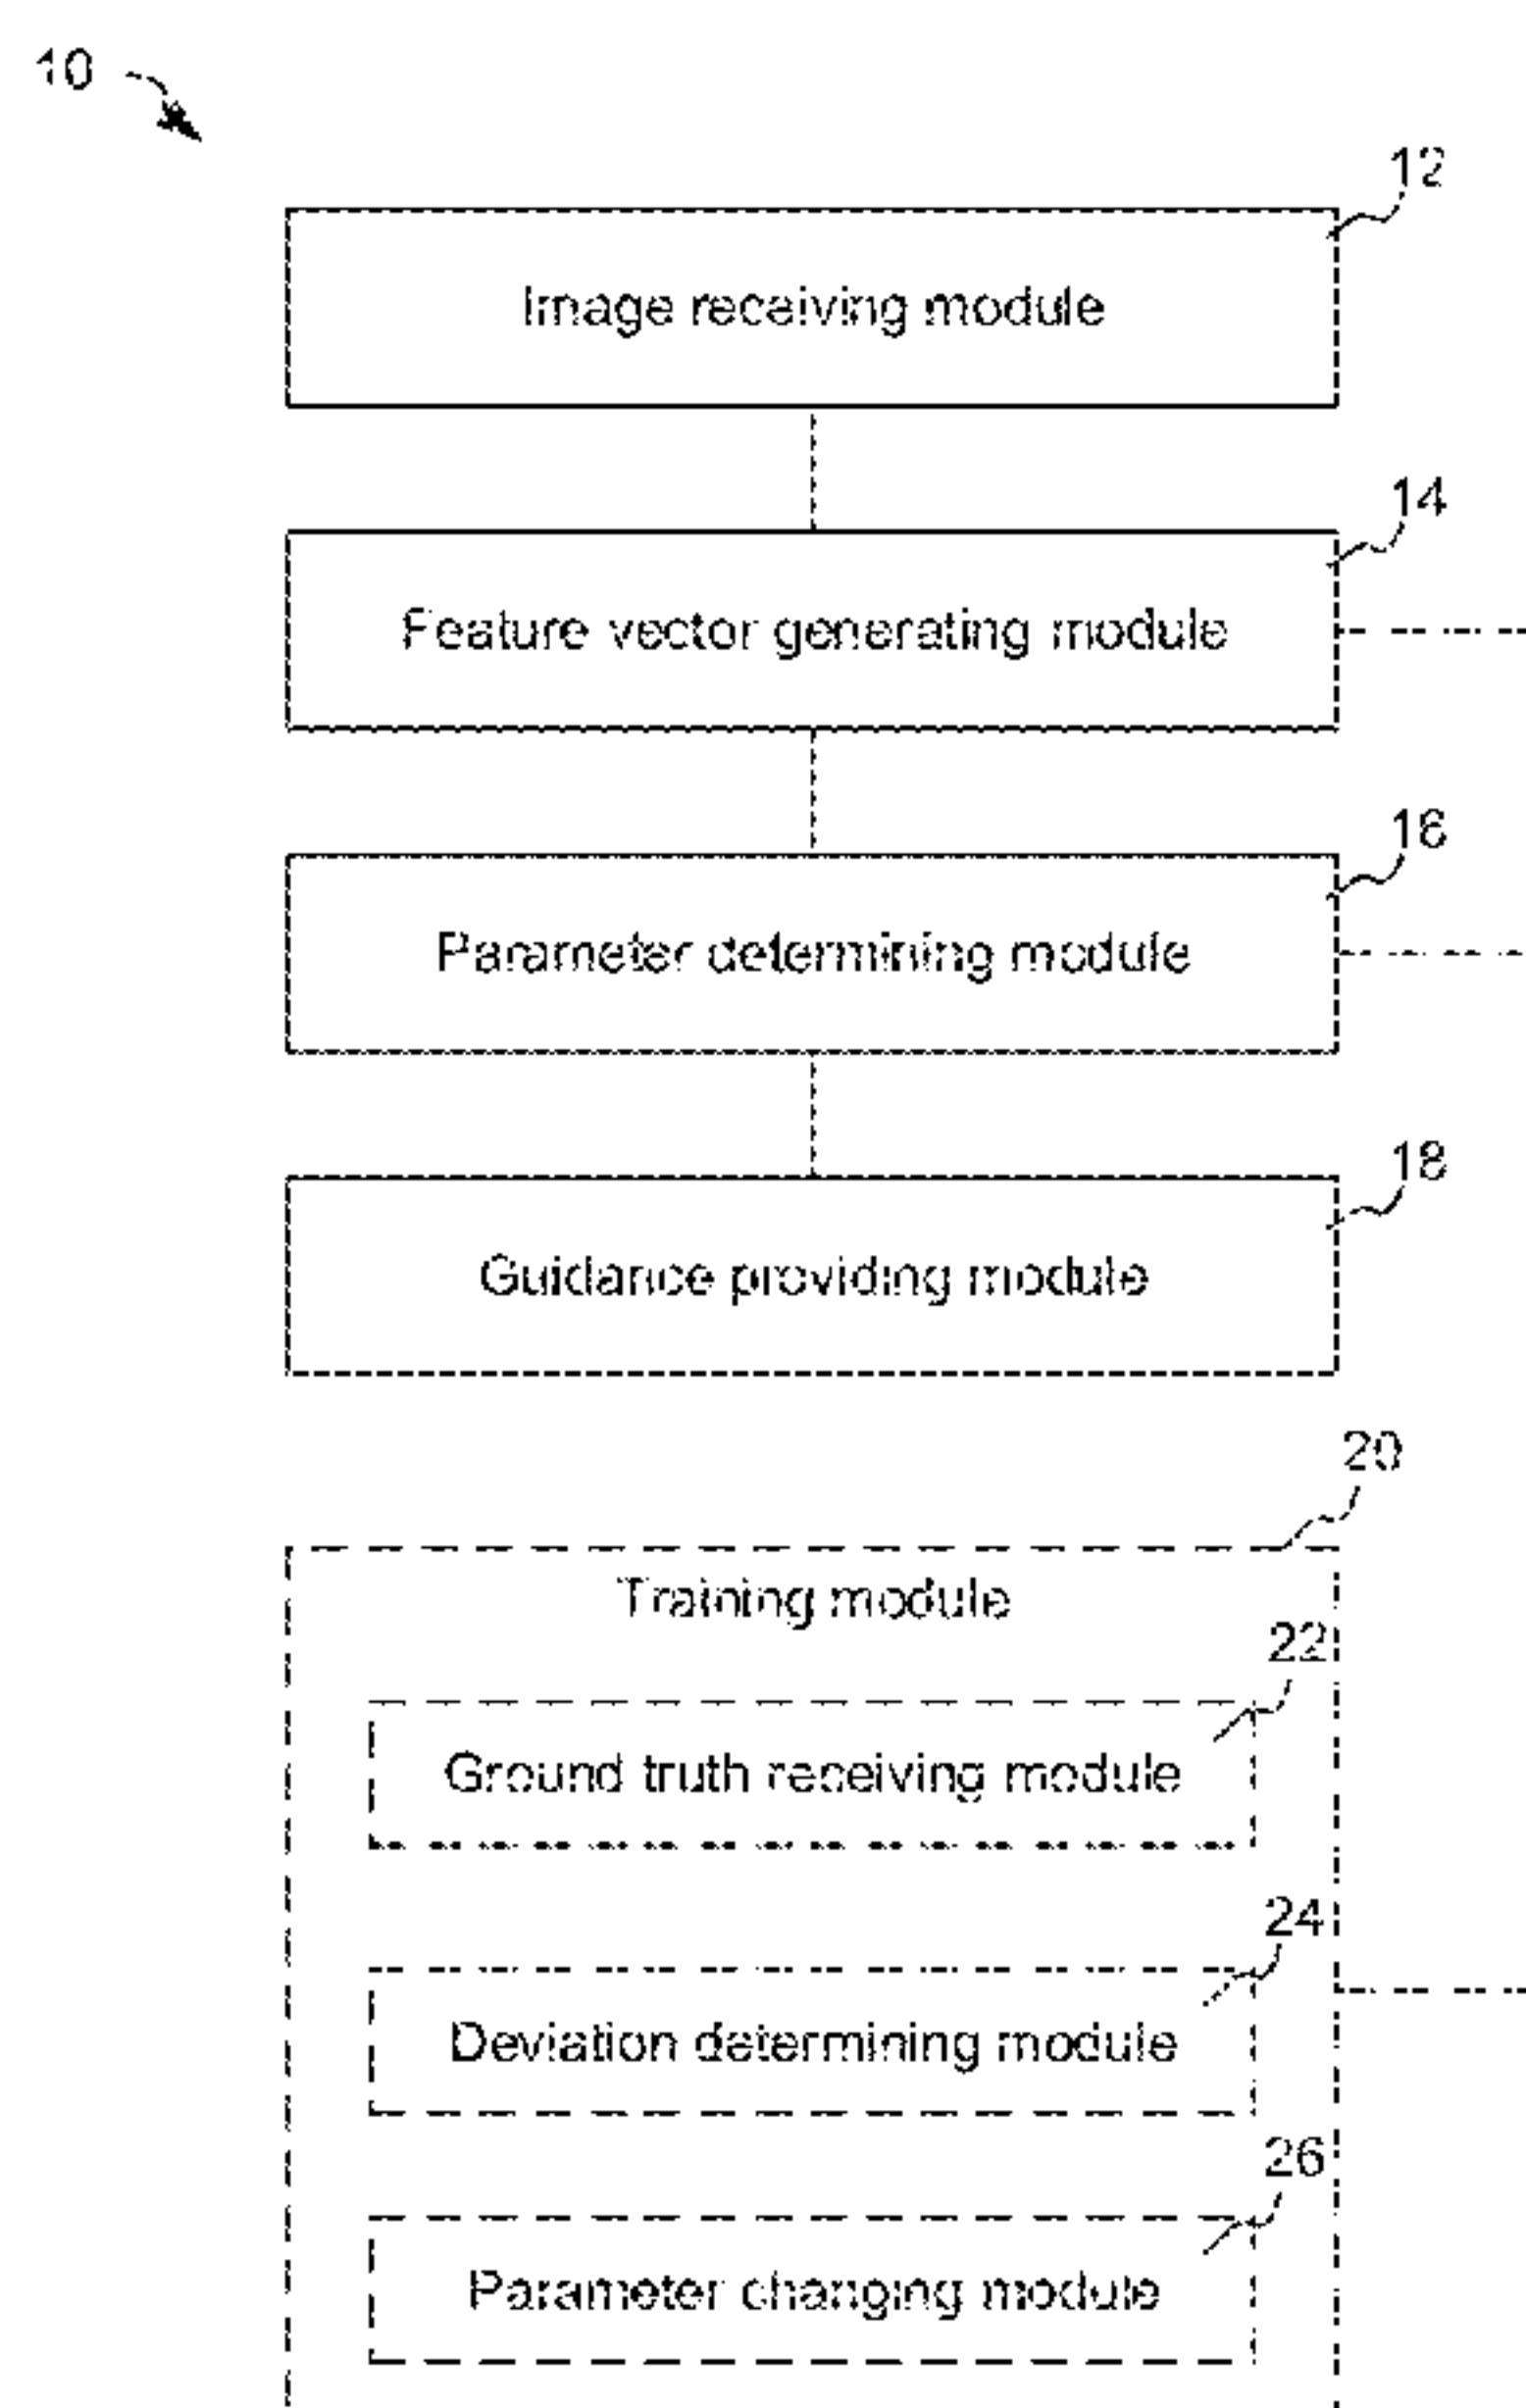 10
12
Image receiving module
14
Feature vector generating module
16
Parameter determining module
18
Guidance providing module
20
Training module
22
Ground truth receiving module
24
Deviation determining module
26
Parameter changing module